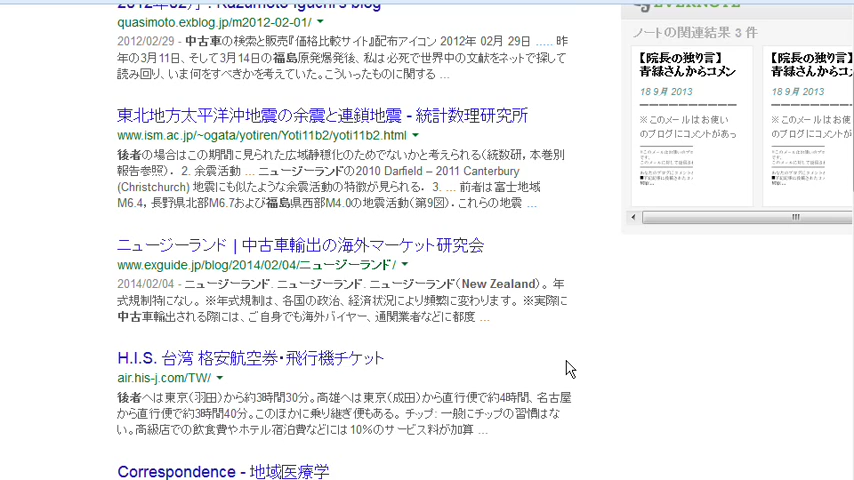 2012年02月 : Kazumoto Iguchi's blog
quasimoto.exblog.jp/m2012-02-01/
2012/02/29 - 中古車の検索と販売『価格比較サイト』配布アイコン 2012年 02月 29日 ..... 昨
年の3月11日、そして3月14日の福島原発爆発後、私は必死で世界中の文献をネットで探して
読み回り、いま何をすべきかを考えていた。こういったものに関する ...
東北地方太平洋沖地震の余震と連鎖地震 - 統計数理研究所
www.ism.ac.jp/~ogata/yotiren/Yoti11b2/yoti11b2.html
後者の場合はこの期間に見られた広域静穏化のためでないかと考えられる（統数研，本巻別
報告参照）． 2. 余震活動 ... ニュージーランドの2010 Darfield – 2011 Canterbury
(Christchurch) 地震にも似たような余震活動の特徴が見られる． 3. ... 前者は富士地域
M6.4，長野県北部M6.7および福島県西部M4.0の地震活動（第9図）．これらの地震 ...
ニュージーランド | 中古車輸出の海外マーケット研究会
www.exguide.jp/blog/2014/02/04/ニュージーランド/
2014/02/04 - ニュージーランド. ニュージーランド. ニュージーランド（New Zealand）。 年
式規制特になし。 ※年式規制は、各国の政治、経済状況により頻繁に変わります。 ※実際に
中古車輸出される際には、ご自身でも海外バイヤー、通関業者などに都度 ...
H.I.S. 台湾 格安航空券・飛行機チケット
air.his-j.com/TW/
後者へは東京（羽田）から約3時間30分。高雄へは東京（成田）から直行便で約4時間、名古屋
から直行便で約3時間40分。このほかに乗り継ぎ便もある。 チップ: 一般にチップの習慣はな
い。高級店での飲食費やホテル宿泊費などには10%のサービス料が加算 ...
Correspondence - 地域医療学
EVERNOTE
ノートの関連結果 3 件
【院長の独り言】
青緑さんからコメン
18 9月 2013
※このメールはお使い
のブログにコメントがあっ
【院長の独り言】
青緑さんからコ
18 9月 2013
※このメールはお
のブログにコメン